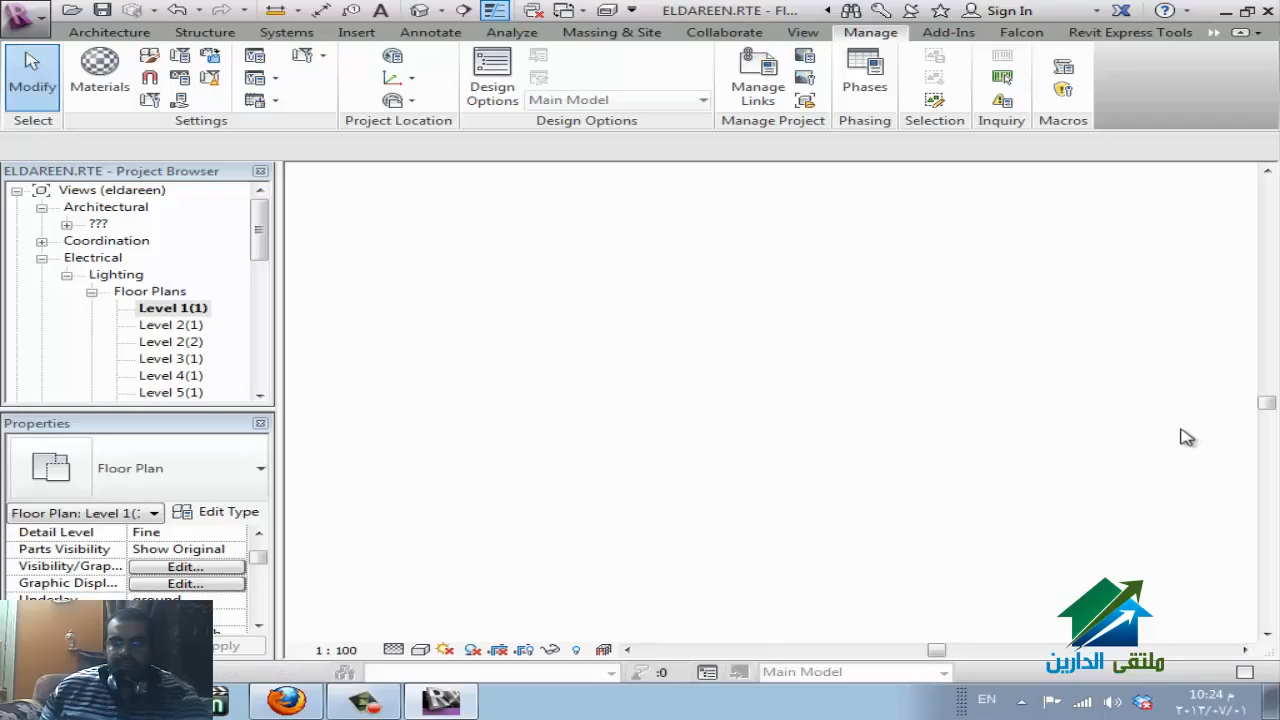 ELDAREEN.RTE - Fl...
Sign In
Architecture
Structure
Systems
Insert
Annotate
Analyze
Massing & Site
Collaborate
View
Manage
Add-Ins
Falcon
Revit Express Tools
Modify
Materials
Design Options
Main Model
Manage Links
Phases
Select
Settings
Project Location
Design Options
Manage Project
Phasing
Selection
Inquiry
Macros
ELDAREEN.RTE - Project Browser
Views (eldareen)
Architectural
???
Coordination
Electrical
Lighting
Floor Plans
Level 1(1)
Level 2(1)
Level 2(2)
Level 3(1)
Level 4(1)
Level 5(1)
Properties
Floor Plan
Floor Plan: Level 1(
Edit Type
Detail Level Fine
Parts Visibility Show Original
Visibility/Grap... Edit...
Graphic Displ... Edit...
Underlay ground
1 : 100
:0
Main Model
ملتقى الدارين
EN
10:24 م
٢٠١٣/٠٧/٠١